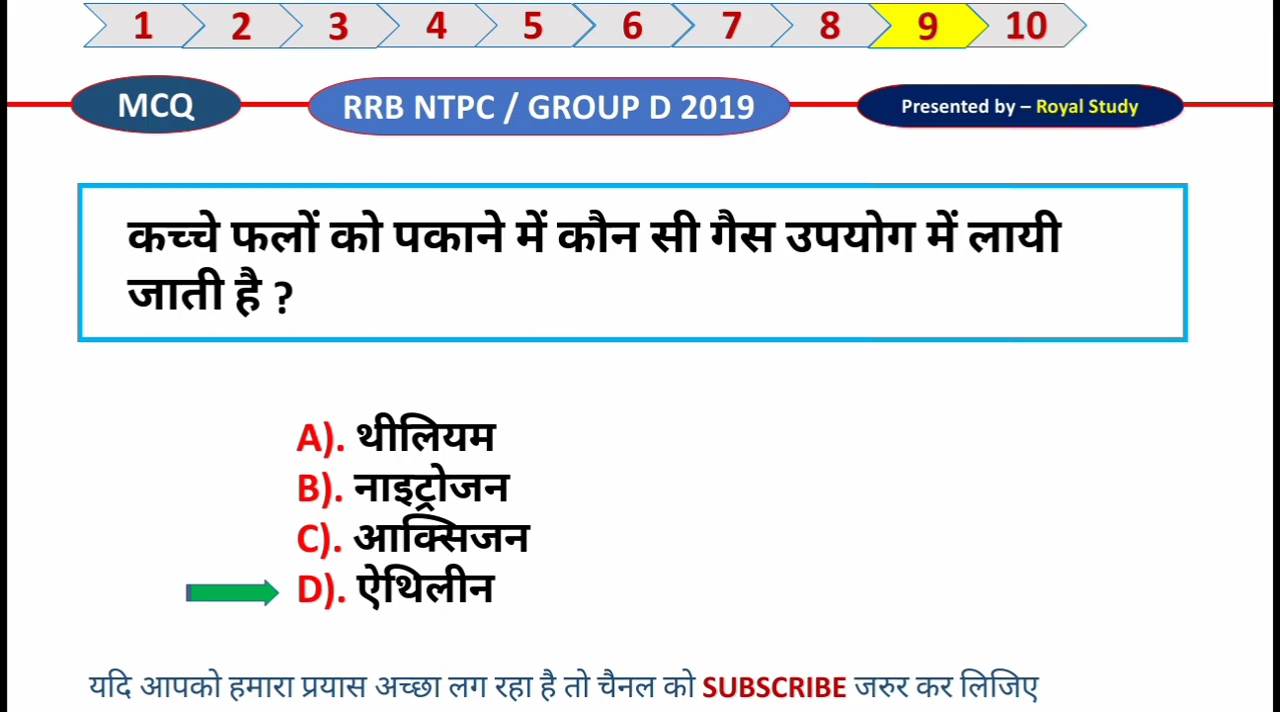 1 2 3 4 5 6 7 8 9 10
MCQ RRB NTPC / GROUP D 2019 Presented by – Royal Study
कच्चे फलों को पकाने में कौन सी गैस उपयोग में लायी
जाती है ?
A). थीलियम
B). नाइट्रोजन
C). आक्सिजन
D). ऐथिलीन
यदि आपको हमारा प्रयास अच्छा लग रहा है तो चैनल को SUBSCRIBE जरुर कर लिजिए